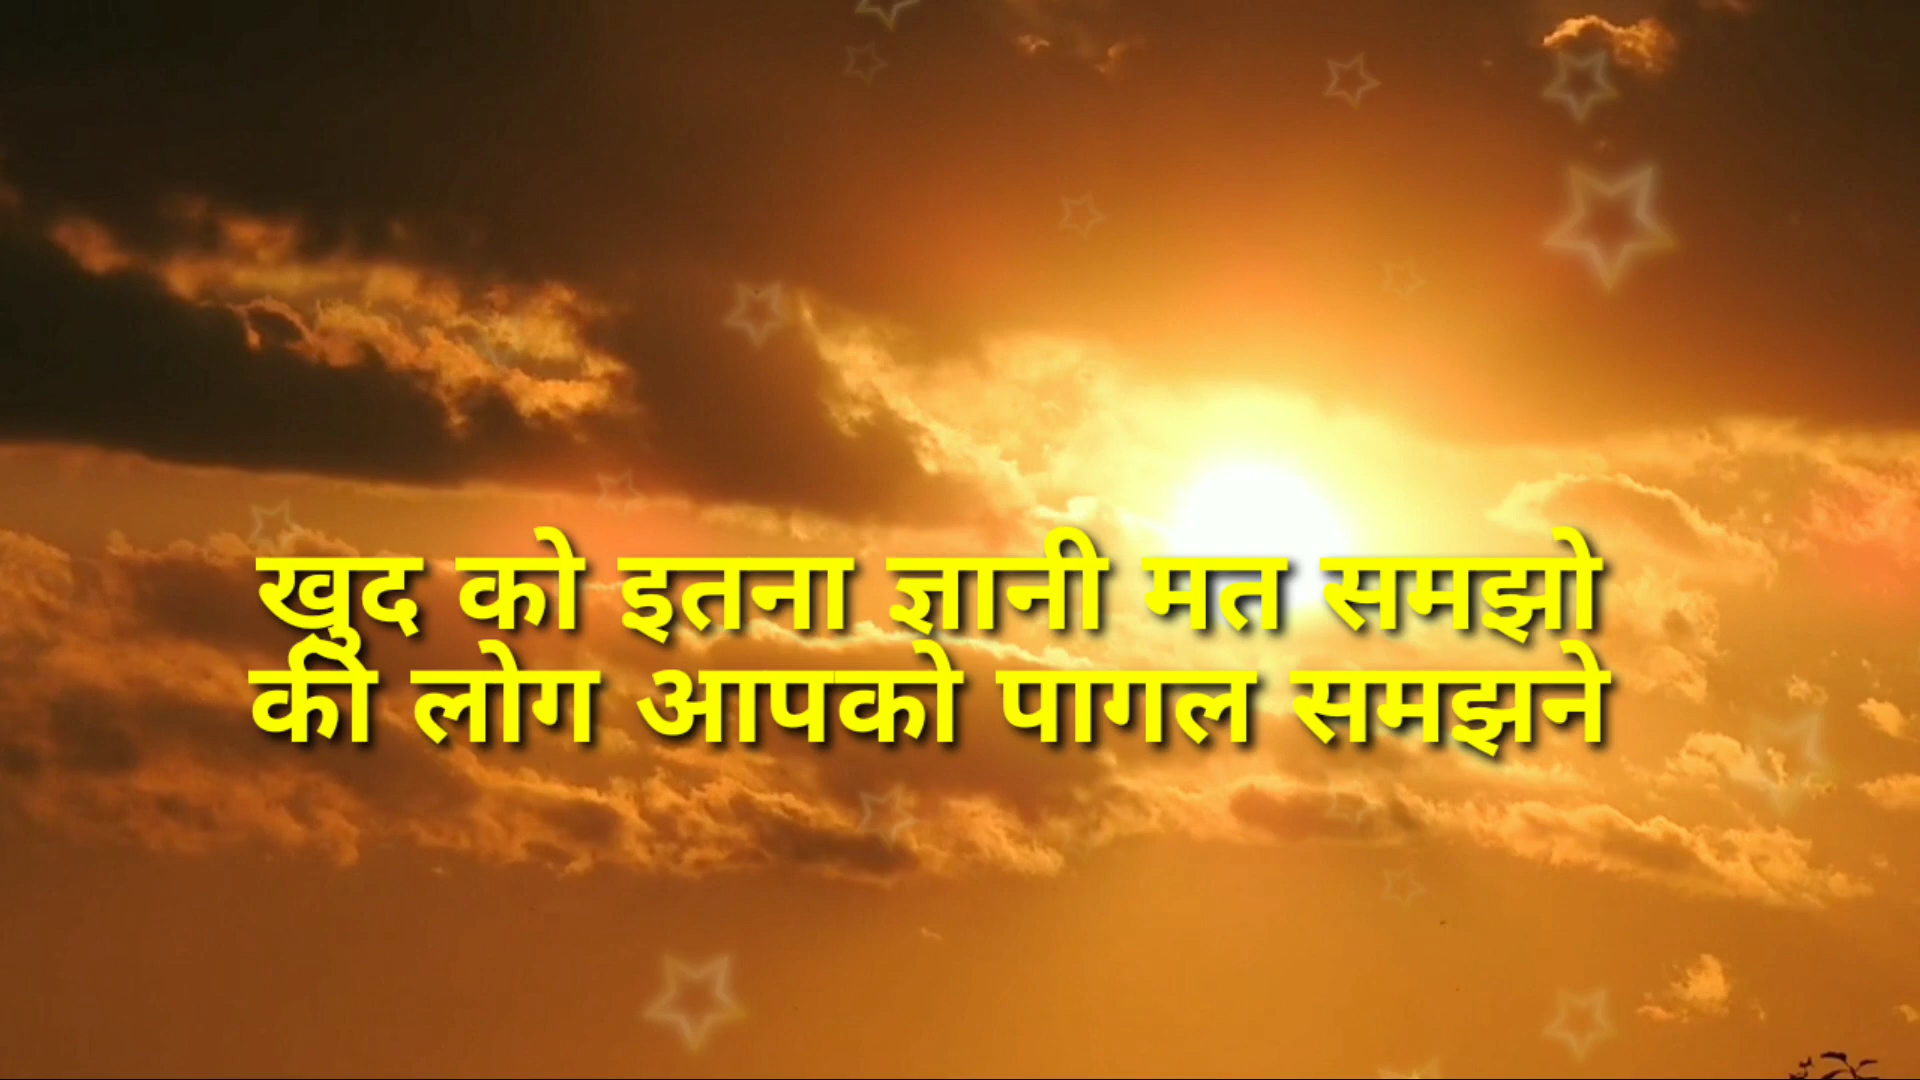 खुद को इतना ज्ञानी मत समझो
की लोग आपको पागल समझने